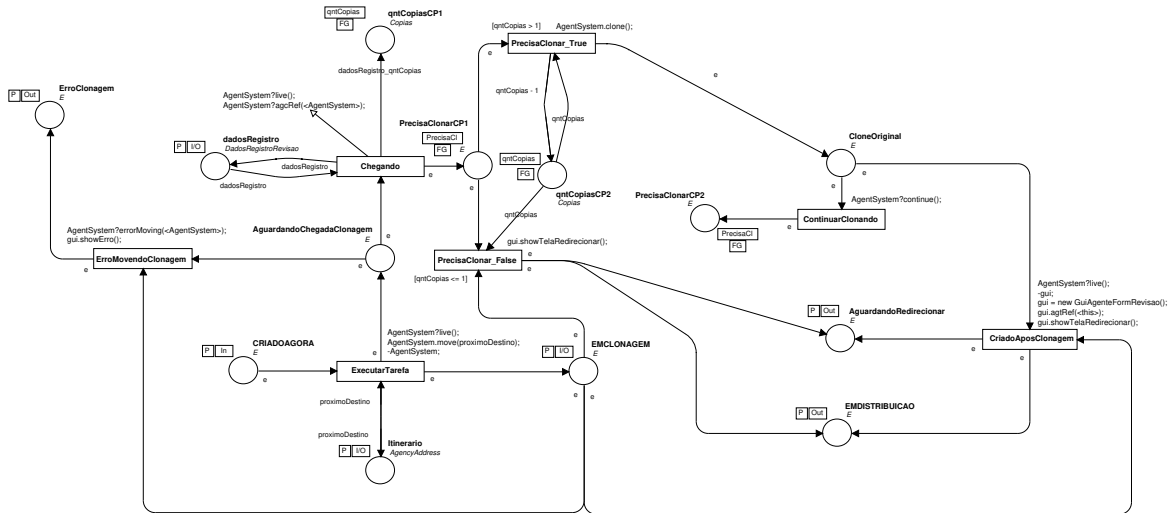 qntCopias
FG
qntCopiasCP1
Copias
dadosRegistro_qntCopias
[qntCopias > 1]
AgentSystem.clone();
PrecisaClonar_True
e
e
P
Out
ErroClonagem
E
AgentSystem?live();
AgentSystem?agcRef(<AgentSystem>);
qntCopias - 1
qntCopias
PrecisaClonarCP1
PrecisaCl
FG
E
P
I/O
dadosRegistro
DadosRegistroRevisao
dadosRegistro
dadosRegistro
Chegando
e
e
e
qntCopias
FG
qntCopiasCP2
Copias
qntCopias
CloneOriginal
E
e
e
AgentSystem?continue();
ContinuarClonando
PrecisaClonarCP2
E
PrecisaCl
FG
e
AgentSystem?errorMoving(<AgentSystem>);
gui.showErro();
ErroMovendoClonagem
e
e
AguardandoChegadaClonagem
E
e
e
e
gui.showTelaRedirecionar();
PrecisaClonar_False
e
e
[qntCopias <= 1]
AgentSystem?live();
-gui;
gui = new GuiAgenteFormRevisao();
gui.agtRef(<this>);
gui.showTelaRedirecionar();
CriadoAposClonagem
e
e
e
P
Out
AguardandoRedirecionar
E
AgentSystem?live();
AgentSystem.move(proximoDestino);
-AgentSystem;
CRIADOAGORA
E
P
In
e
e
ExecutarTarefa
e
EMCLONAGEM
E
P
I/O
e
e
e
proximoDestino
proximoDestino
P
I/O
Itinerario
AgencyAddress
EMDISTRIBUICAO
E
P
Out